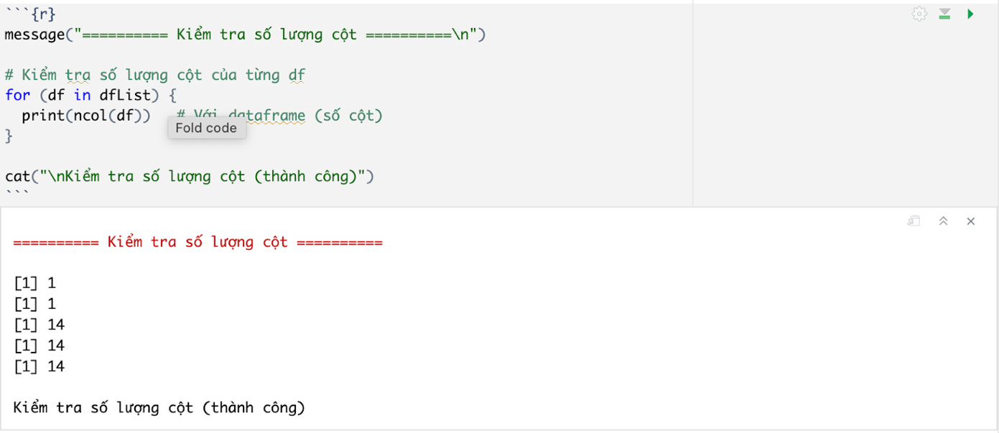 ```{r}
message("========== Kiểm tra số lượng cột ==========\n")
# Kiểm tra số lượng cột của từng df
for (df in dfList) {
print(ncol(df)) # Với dataframe (số cột)
Fold code
}
cat("\nKiểm tra số lượng cột (thành công)")
```
========== Kiểm tra số lượng cột ==========
[1] 1
[1] 1
[1] 14
[1] 14
[1] 14
Kiểm tra số lượng cột (thành công)